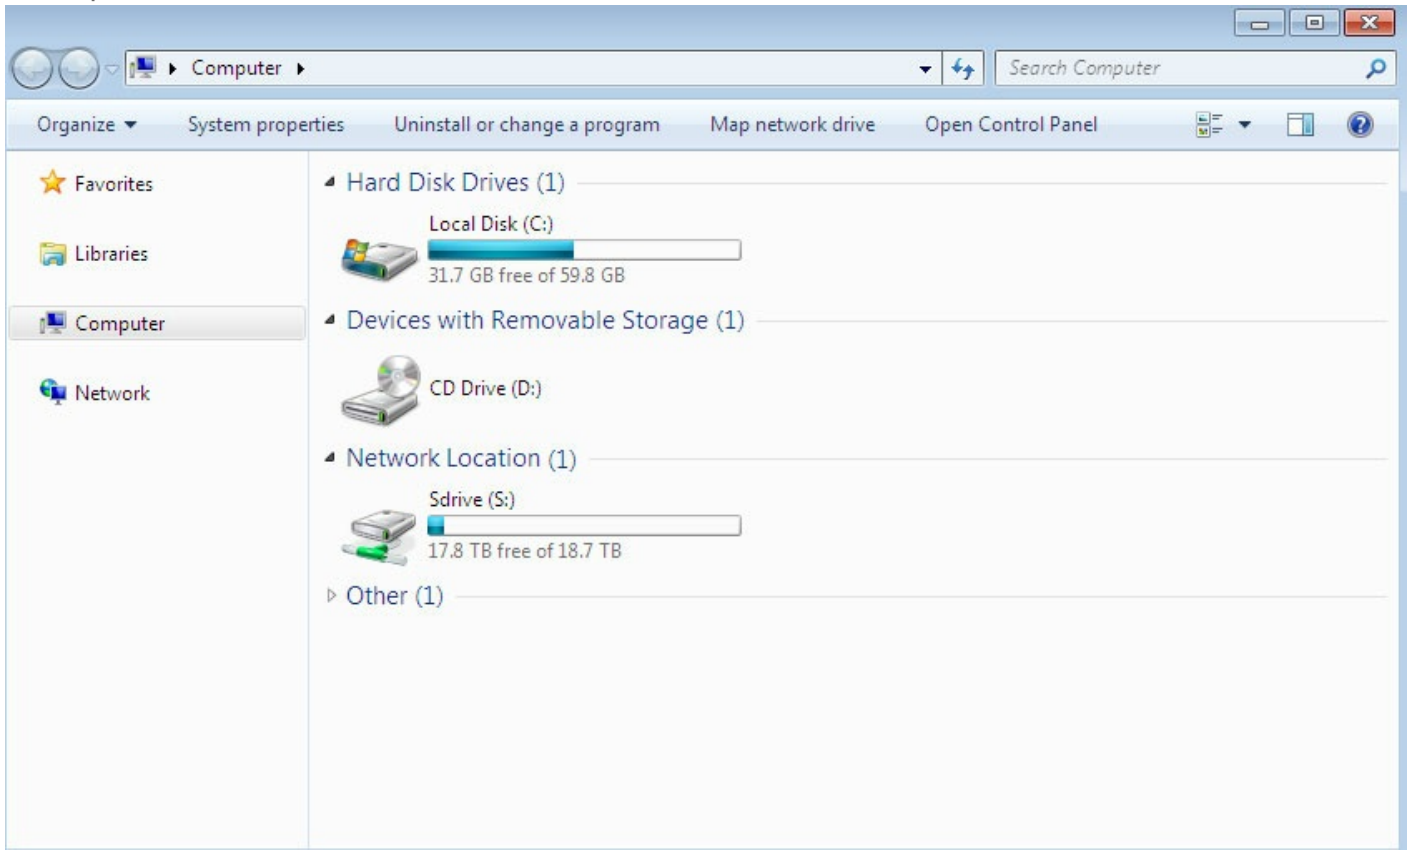 Computer
Search Computer
Organize
System properties
Uninstall or change a program
Map network drive
Open Control Panel
Favorites
Libraries
Computer
Network
Hard Disk Drives (1)
Local Disk (C:)
31.7 GB free of 59.8 GB
Devices with Removable Storage (1)
CD Drive (D:)
Network Location (1)
Sdrive (S:)
17.8 TB free of 18.7 TB
Other (1)